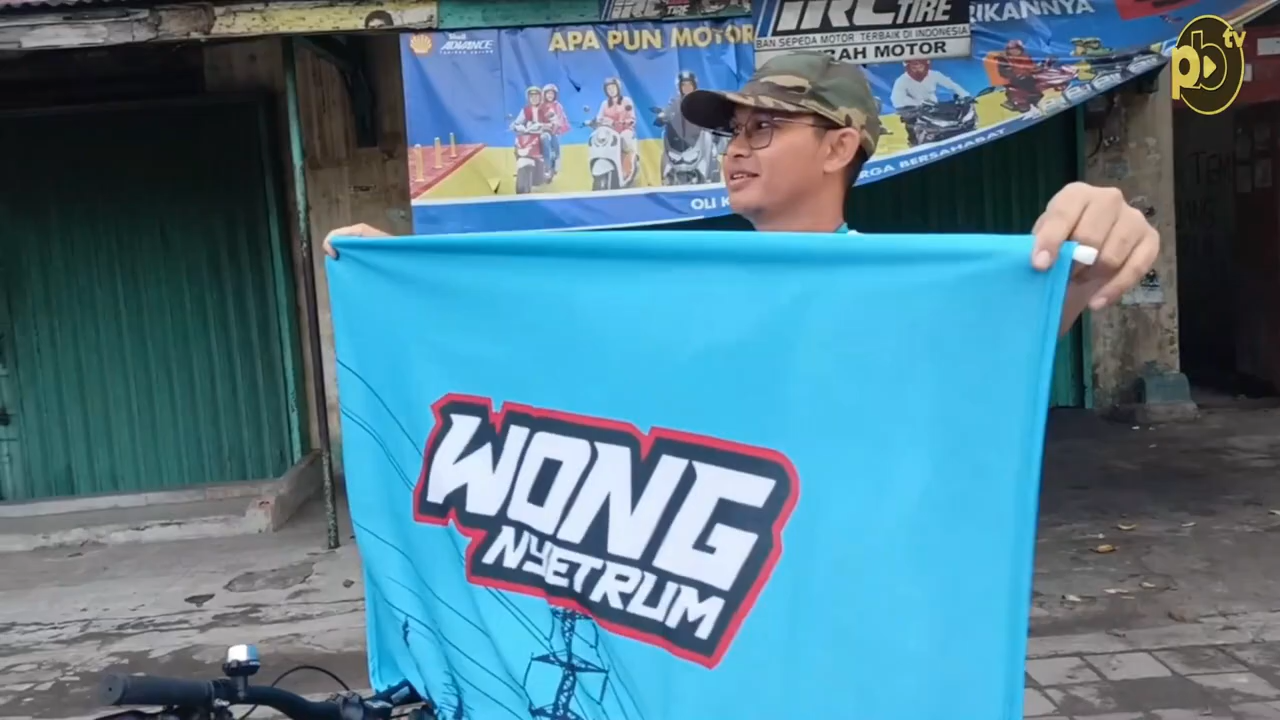 Shell
ADVANCE
APA PUN MOTOR
IRC TIRE
BAN SEPEDA MOTOR TERBAIK DI INDONESIA
RAH MOTOR
RIKANNYA
OLI K
RGA BERSAHABAT
pb tv
WONG
NYETRUM